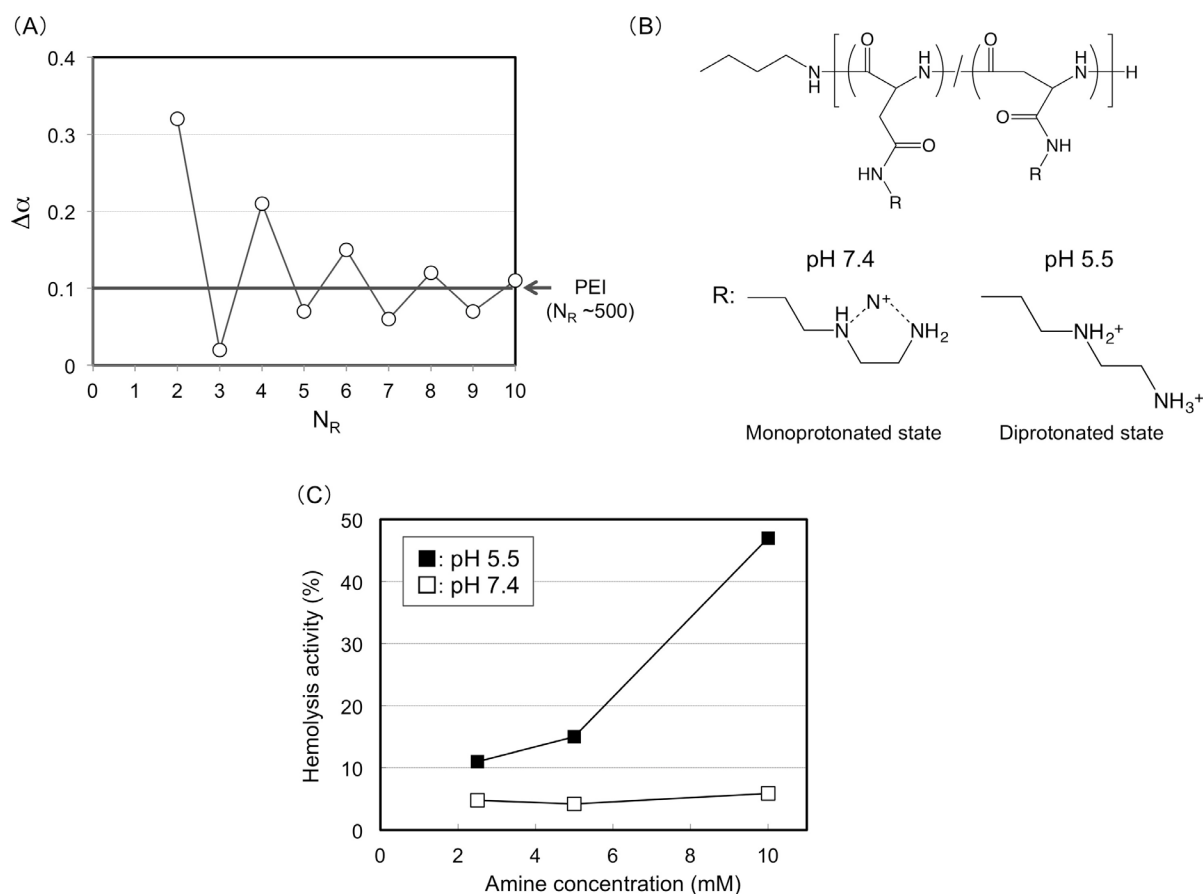 (A)
0.4
0.3
0.2
0.1
0
Δα
0 1 2 3 4 5 6 7 8 9 10
N_R
PEI
(N_R ~500)
(B)
O
H
N
O
H
N
N
H
H
O
HN
R
O
NH
R
pH 7.4
pH 5.5
R:
H
N
N⁺
NH₂
NH₂⁺
NH₃⁺
Monoprotonated state
Diprotonated state
(C)
50
40
30
20
10
0
Hemolysis activity (%)
■: pH 5.5
□: pH 7.4
0 2 4 6 8 10
Amine concentration (mM)